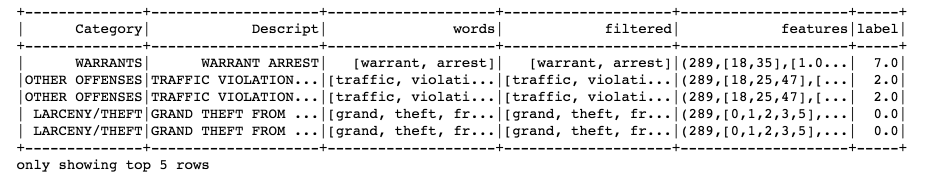 +--------------+--------------------+--------------------+--------------------+--------------------+-----+
|      Category|            Descript|               words|            filtered|            features|label|
+--------------+--------------------+--------------------+--------------------+--------------------+-----+
|      WARRANTS|      WARRANT ARREST|   [warrant, arrest]|   [warrant, arrest]|(289,[18,35],[1.0...|  7.0|
|OTHER OFFENSES|TRAFFIC VIOLATION...|[traffic, violati...|[traffic, violati...|(289,[18,25,47],[...|  2.0|
|OTHER OFFENSES|TRAFFIC VIOLATION...|[traffic, violati...|[traffic, violati...|(289,[18,25,47],[...|  2.0|
| LARCENY/THEFT|GRAND THEFT FROM ...|[grand, theft, fr...|[grand, theft, fr...|(289,[0,1,2,3,5],...|  0.0|
| LARCENY/THEFT|GRAND THEFT FROM ...|[grand, theft, fr...|[grand, theft, fr...|(289,[0,1,2,3,5],...|  0.0|
+--------------+--------------------+--------------------+--------------------+--------------------+-----+
only showing top 5 rows